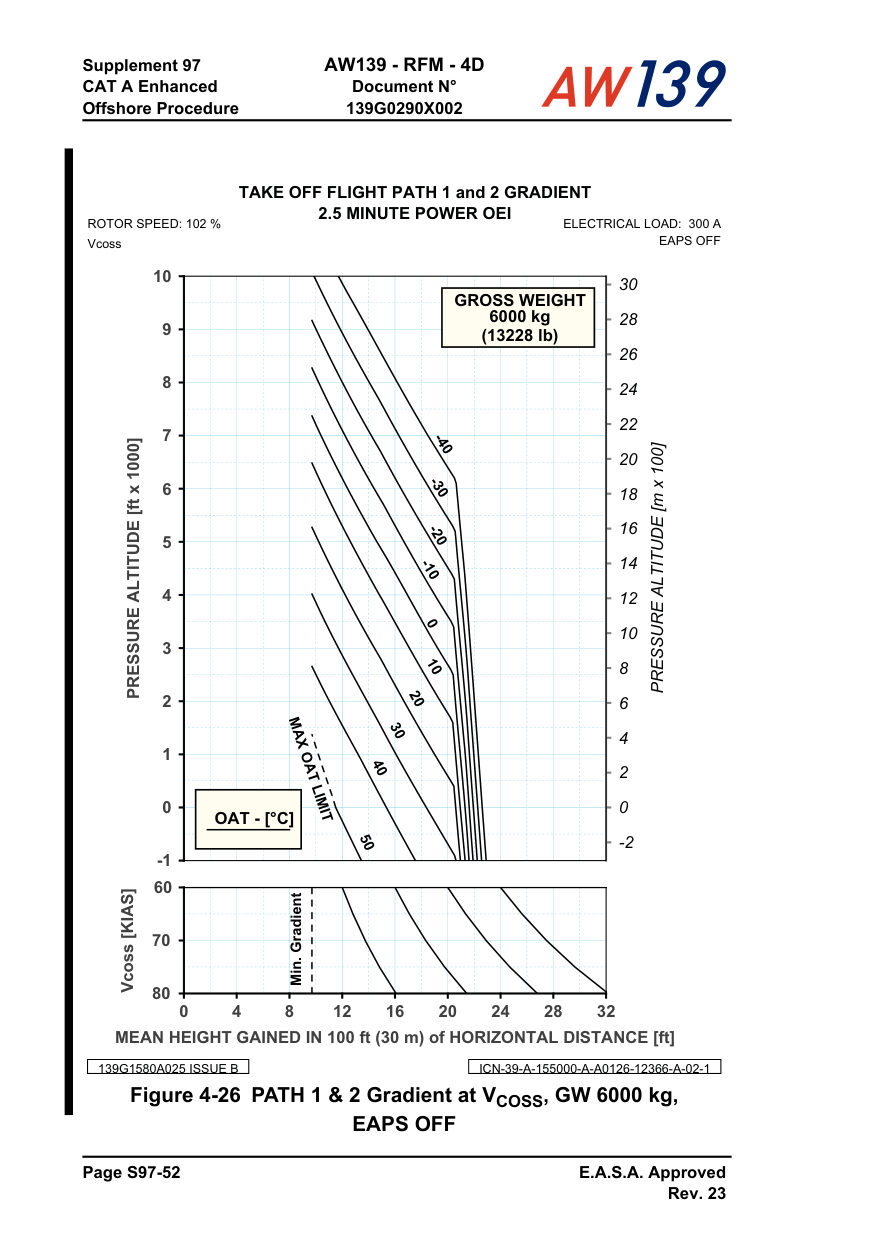 Supplement 97
CAT A Enhanced
Offshore Procedure
AW139 - RFM - 4D
Document N°
139G0290X002
AW139
TAKE OFF FLIGHT PATH 1 and 2 GRADIENT
2.5 MINUTE POWER OEI
ROTOR SPEED: 102 %
Vcoss
ELECTRICAL LOAD: 300 A
EAPS OFF
GROSS WEIGHT
6000 kg
(13228 lb)
PRESSURE ALTITUDE [ft x 1000]
10
9
8
7
6
5
4
3
2
1
0
-1
30
28
26
24
22
20
18
16
14
12
10
8
6
4
2
0
-2
PRESSURE ALTITUDE [m x 100]
-40
-30
-20
-10
0
10
20
30
40
50
MAX OAT LIMIT
OAT - [°C]
Vcoss [KIAS]
60
70
80
Min. Gradient
0 4 8 12 16 20 24 28 32
MEAN HEIGHT GAINED IN 100 ft (30 m) of HORIZONTAL DISTANCE [ft]
139G1580A025 ISSUE B
ICN-39-A-155000-A-A0126-12366-A-02-1
Figure 4-26 PATH 1 & 2 Gradient at VCOSS, GW 6000 kg,
EAPS OFF
Page S97-52
E.A.S.A. Approved
Rev. 23